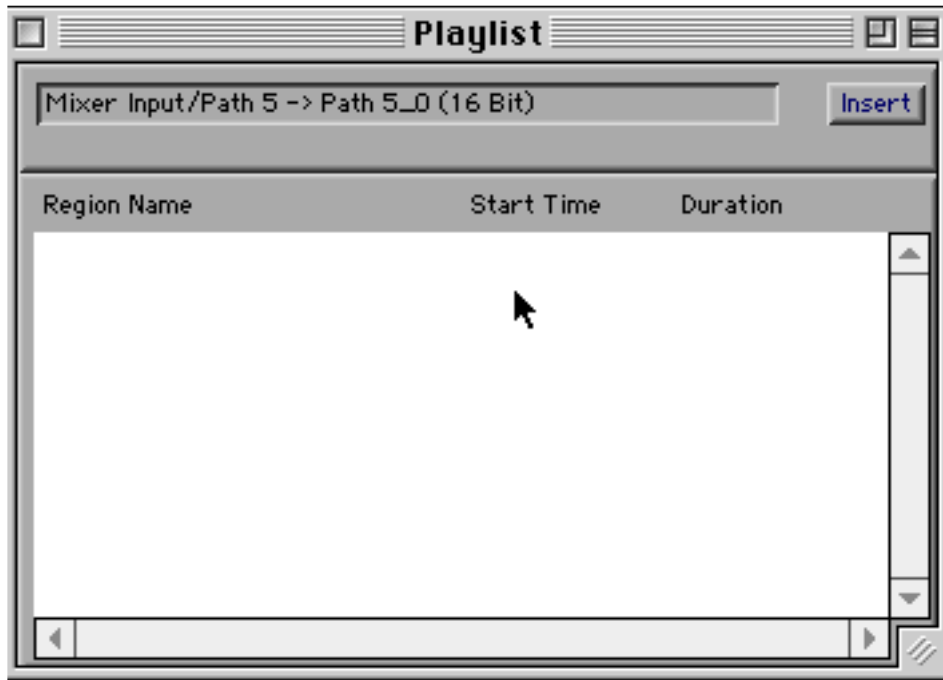 Playlist
Mixer Input/Path 5 -> Path 5_0 (16 Bit)
Insert
Region Name Start Time Duration